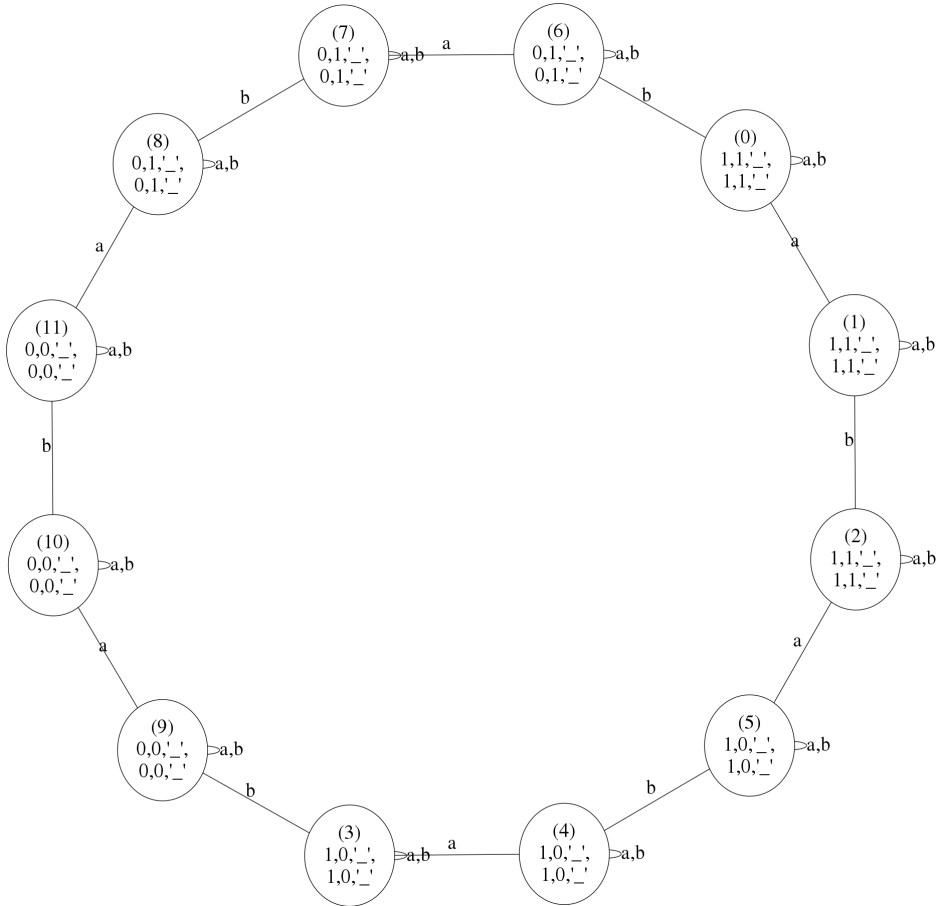 (7)
0,1,'_',
0,1,'_'
a,b
a
(6)
0,1,'_',
0,1,'_'
a,b
b
b
(8)
0,1,'_',
0,1,'_'
a,b
(0)
1,1,'_',
1,1,'_'
a,b
a
a
(11)
0,0,'_',
0,0,'_'
a,b
(1)
1,1,'_',
1,1,'_'
a,b
b
b
(10)
0,0,'_',
0,0,'_'
a,b
(2)
1,1,'_',
1,1,'_'
a,b
a
a
(9)
0,0,'_',
0,0,'_'
a,b
(5)
1,0,'_',
1,0,'_'
a,b
b
b
(3)
1,0,'_',
1,0,'_'
a,b
a
(4)
1,0,'_',
1,0,'_'
a,b